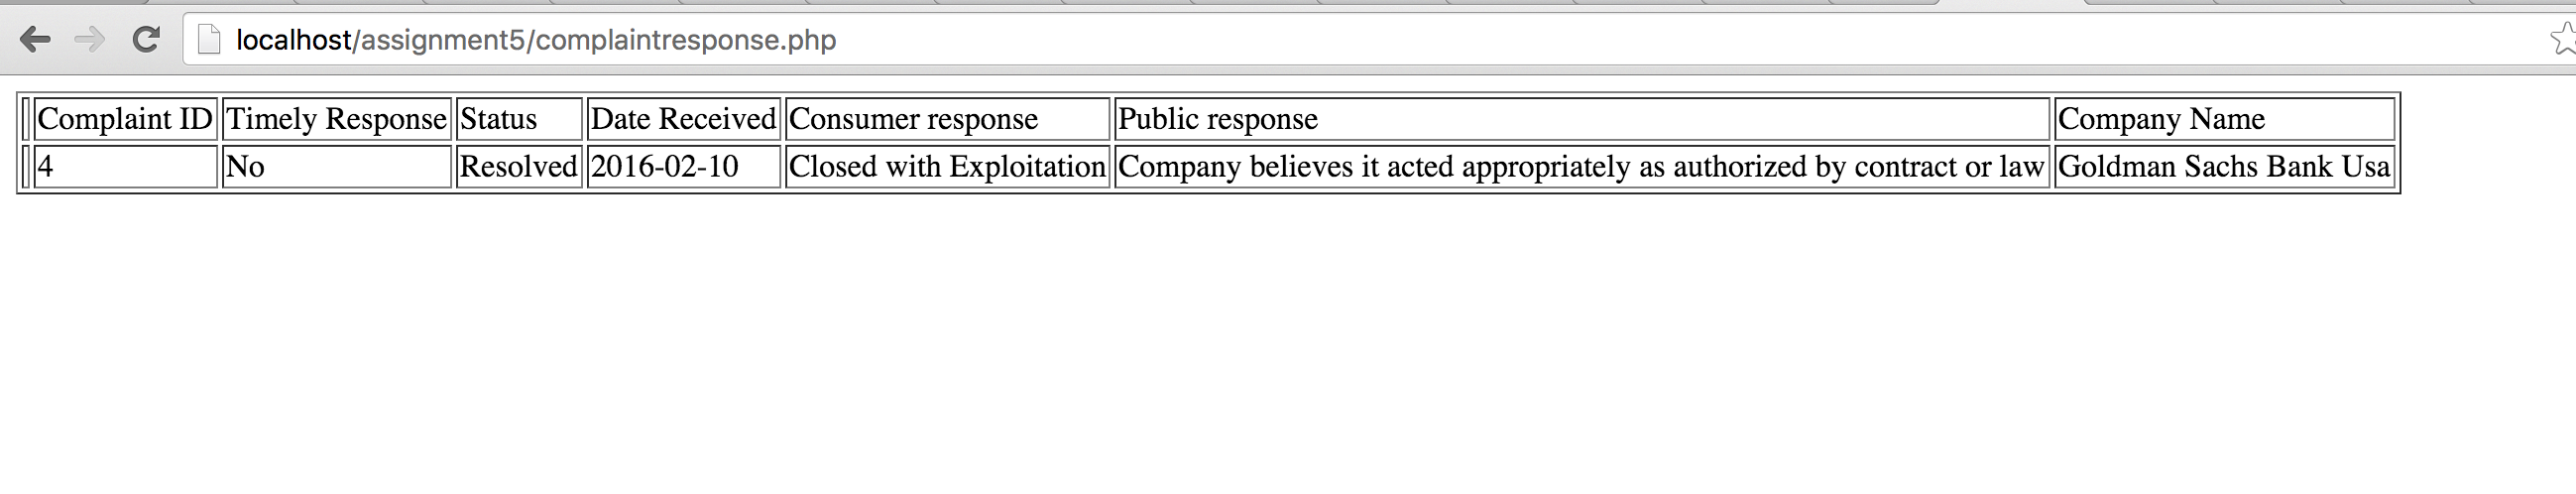 localhost/assignment5/complaintresponse.php
Complaint ID Timely Response Status Date Received Consumer response Public response Company Name
4 No Resolved 2016-02-10 Closed with Exploitation Company believes it acted appropriately as authorized by contract or law Goldman Sachs Bank Usa